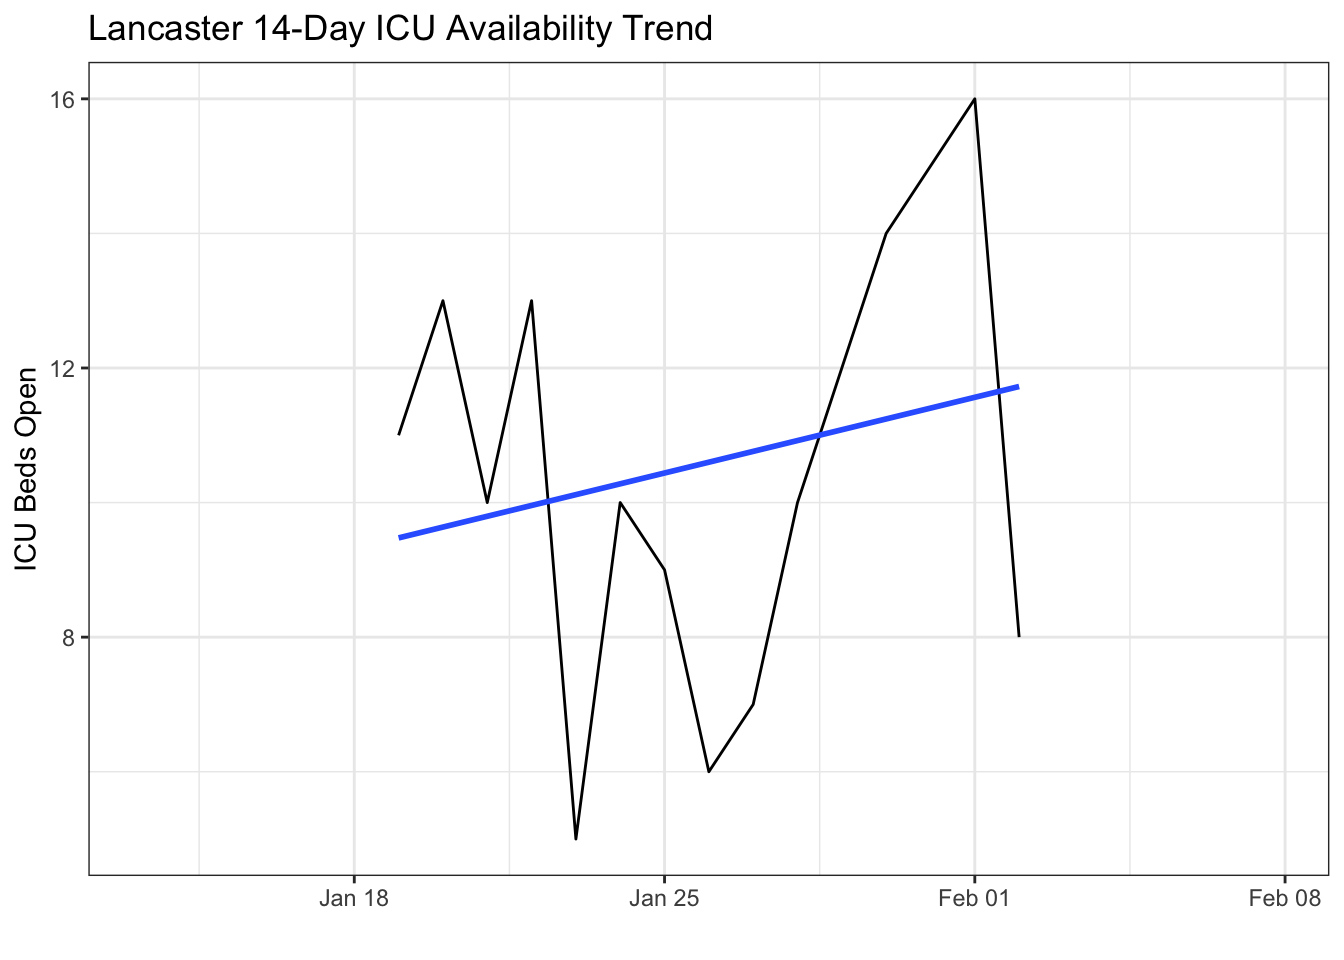 Lancaster 14-Day ICU Availability Trend
ICU Beds Open
16
12
8
Jan 18
Jan 25
Feb 01
Feb 08